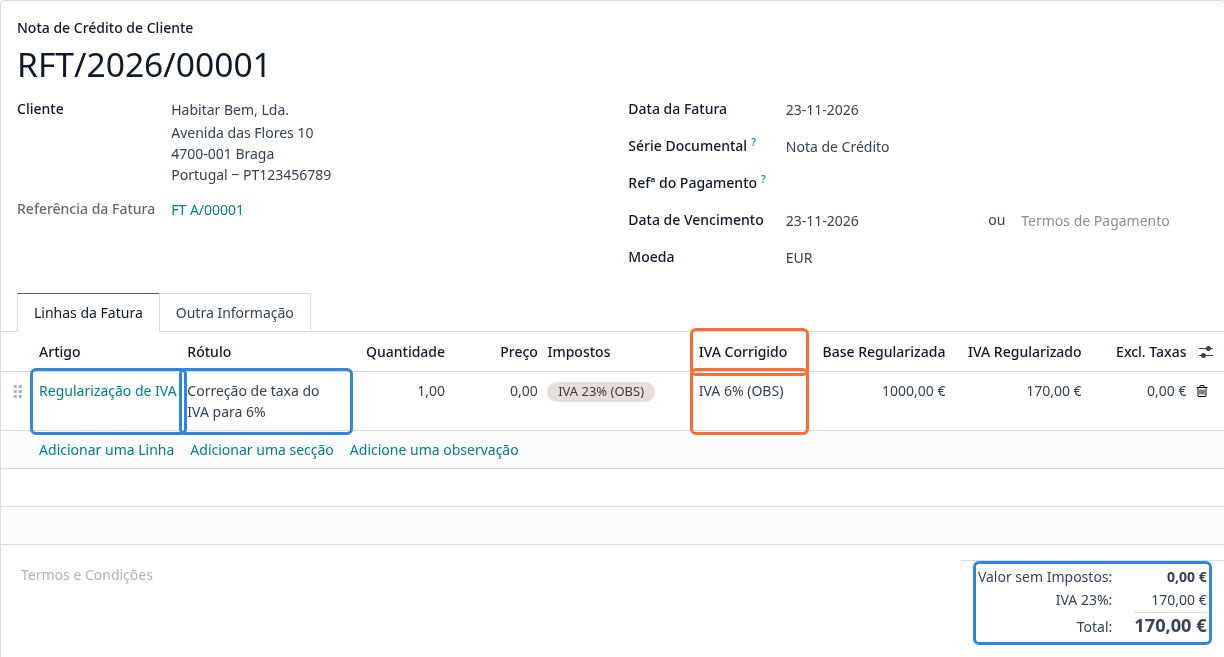 Nota de Crédito de Cliente
RFT/2026/00001
Cliente
Habitar Bem, Lda.
Avenida das Flores 10
4700-001 Braga
Portugal – PT123456789
Referência da Fatura FT A/00001
Data da Fatura 23-11-2026
Série Documental ? Nota de Crédito
Refª do Pagamento ?
Data de Vencimento 23-11-2026 ou Termos de Pagamento
Moeda EUR
Linhas da Fatura Outra Informação
Artigo Rótulo Quantidade Preço Impostos IVA Corrigido Base Regularizada IVA Regularizado Excl. Taxas
Regularização de IVA Correção de taxa do 1,00 0,00 IVA 23% (OBS) IVA 6% (OBS) 1000,00 € 170,00 € 0,00 €
IVA para 6%
Adicionar uma Linha Adicionar uma secção Adicione uma observação
Termos e Condições
Valor sem Impostos: 0,00 €
IVA 23%: 170,00 €
Total: 170,00 €